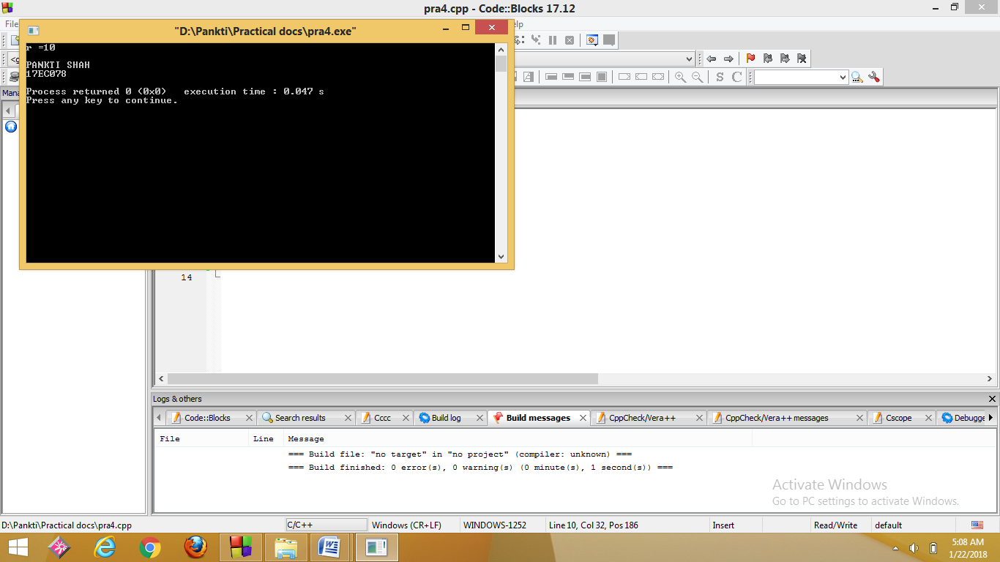 pra4.cpp - Code::Blocks 17.12
File
"D:\Pankti\Practical docs\pra4.exe"
r =10
PANKTI SHAH
17EC078
Process returned 0 (0x0)   execution time : 0.047 s
Press any key to continue.
lp
<g
S C
Mana
14
Logs & others
Code::Blocks
Search results
Cccc
Build log
Build messages
CppCheck/Vera++
CppCheck/Vera++ messages
Cscope
Debugge
File Line Message
=== Build file: "no target" in "no project" (compiler: unknown) ===
=== Build finished: 0 error(s), 0 warning(s) (0 minute(s), 1 second(s)) ===
Activate Windows
Go to PC settings to activate Windows.
D:\Pankti\Practical docs\pra4.cpp C/C++ Windows (CR+LF) WINDOWS-1252 Line 10, Col 32, Pos 186 Insert Read/Write default
5:08 AM
1/22/2018